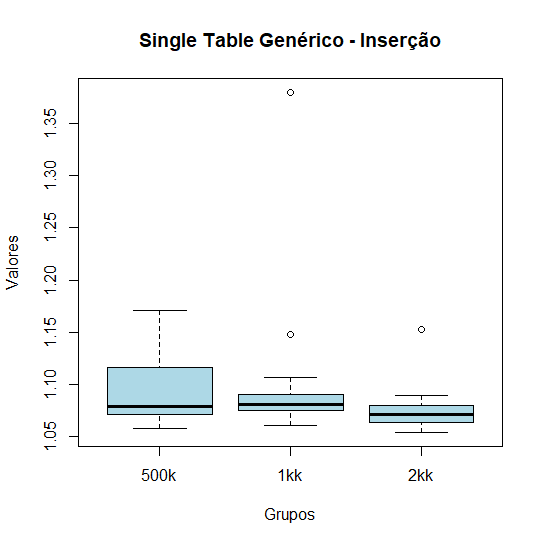 Single Table Genérico - Inserção
1.35
1.30
1.25
1.20
1.15
1.10
1.05
Valores
500k
1kk
2kk
Grupos